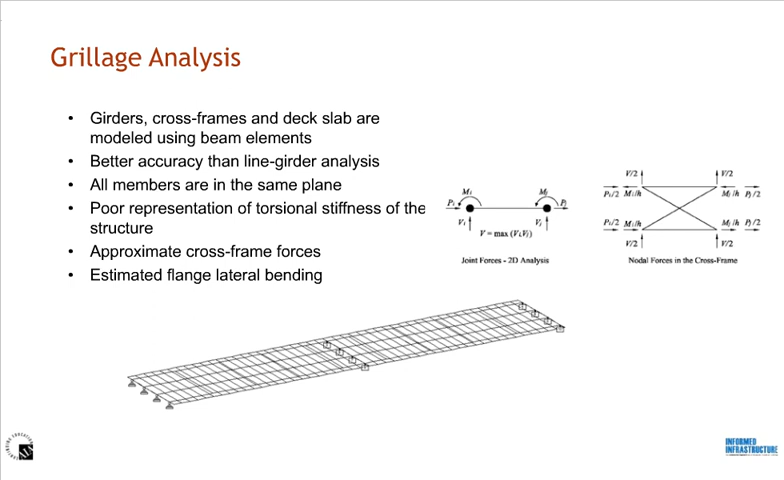 Grillage Analysis
• Girders, cross-frames and deck slab are
modeled using beam elements
• Better accuracy than line-girder analysis
• All members are in the same plane
• Poor representation of torsional stiffness of the
structure
• Approximate cross-frame forces
• Estimated flange lateral bending
Mi Mj
Pi Pj
Vi Vj
V = max (Vi,Vj)
Joint Forces - 2D Analysis
V/2 V/2
Pi/2 Mi/h Mj/h Pj/2
Pi/2 Mi/h Mj/h Pj/2
V/2 V/2
Nodal Forces in the Cross-Frame
INFORMED
INFRASTRUCTURE